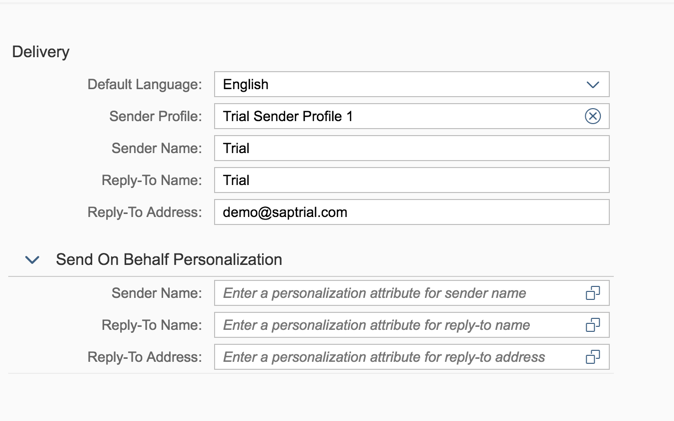 Delivery
Default Language: English
Sender Profile: Trial Sender Profile 1
Sender Name: Trial
Reply-To Name: Trial
Reply-To Address: demo@saptrial.com
Send On Behalf Personalization
Sender Name: Enter a personalization attribute for sender name
Reply-To Name: Enter a personalization attribute for reply-to name
Reply-To Address: Enter a personalization attribute for reply-to address